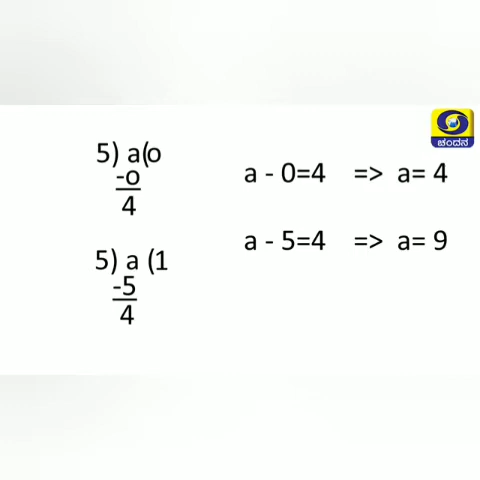 5) a(o
-o
4
a - 0=4 => a= 4
5) a (1
-5
4
a - 5=4 => a= 9
ಚಂದನ